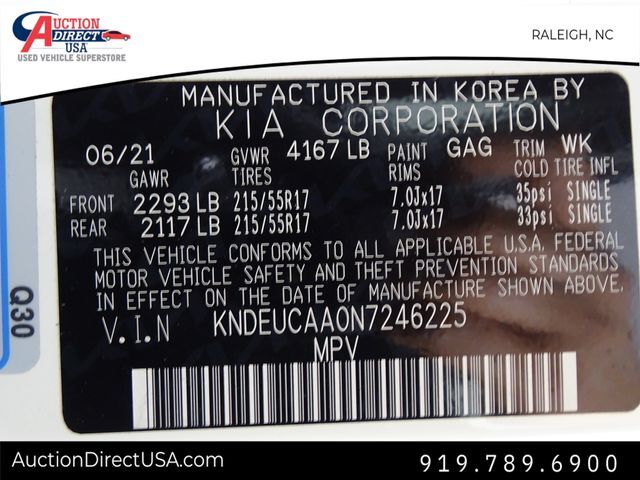 AUCTION
DIRECT
USA
USED VEHICLE SUPERSTORE
RALEIGH, NC
MANUFACTURED IN KOREA BY
KIA CORPORATION
06/21 GVWR 4167 LB PAINT GAG TRIM WK
GAWR TIRES RIMS COLD TIRE INFL
FRONT 2293 LB 215/55R17 7.0Jx17 35psi SINGLE
REAR 2117 LB 215/55R17 7.0Jx17 33psi SINGLE
THIS VEHICLE CONFORMS TO ALL APPLICABLE U.S.A. FEDERAL
MOTOR VEHICLE SAFETY AND THEFT PREVENTION STANDARDS
IN EFFECT ON THE DATE OF MANUFACTURE SHOWN ABOVE.
V.I.N KNDEUCAA0N7246225
MPV
Q30
AuctionDirectUSA.com
919.789.6900